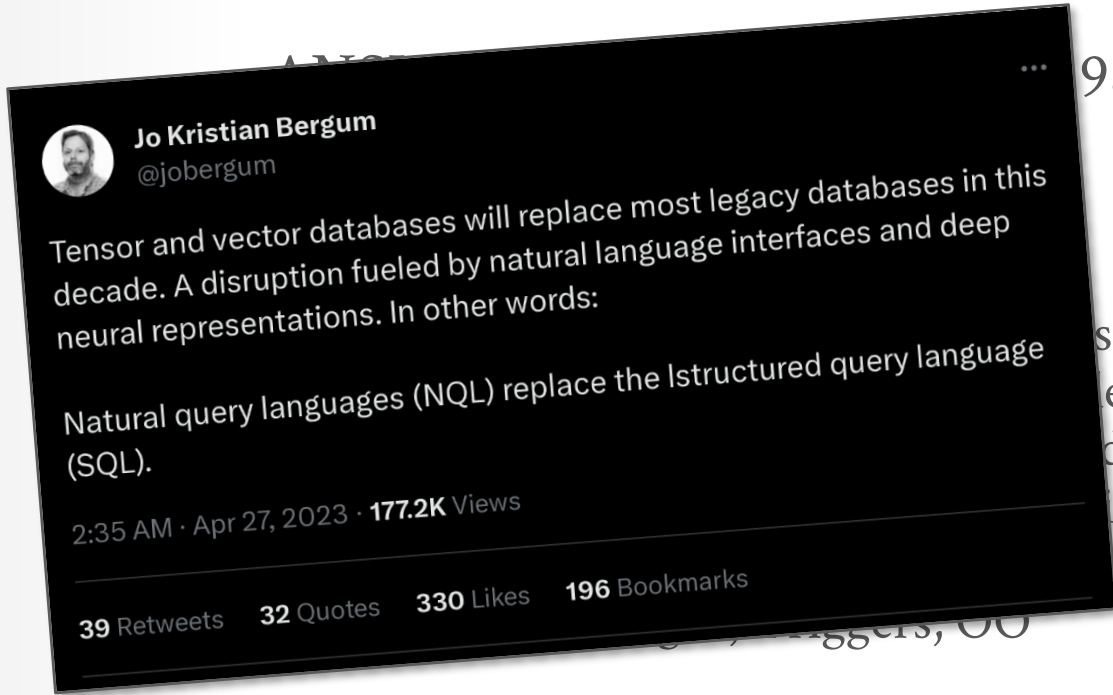 ...
Jo Kristian Bergum
@jobergum
Tensor and vector databases will replace most legacy databases in this
decade. A disruption fueled by natural language interfaces and deep
neural representations. In other words:
Natural query languages (NQL) replace the lstructured query language
(SQL).
2:35 AM · Apr 27, 2023 · 177.2K Views
39 Retweets 32 Quotes 330 Likes 196 Bookmarks
OO